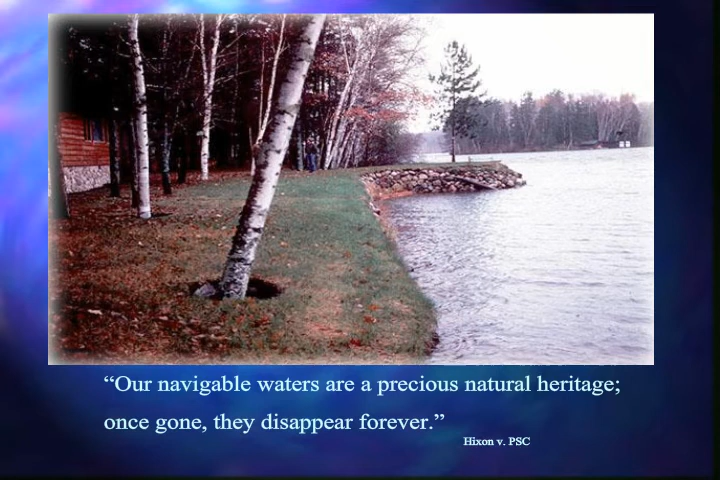 “Our navigable waters are a precious natural heritage;
once gone, they disappear forever.”
Hixon v. PSC